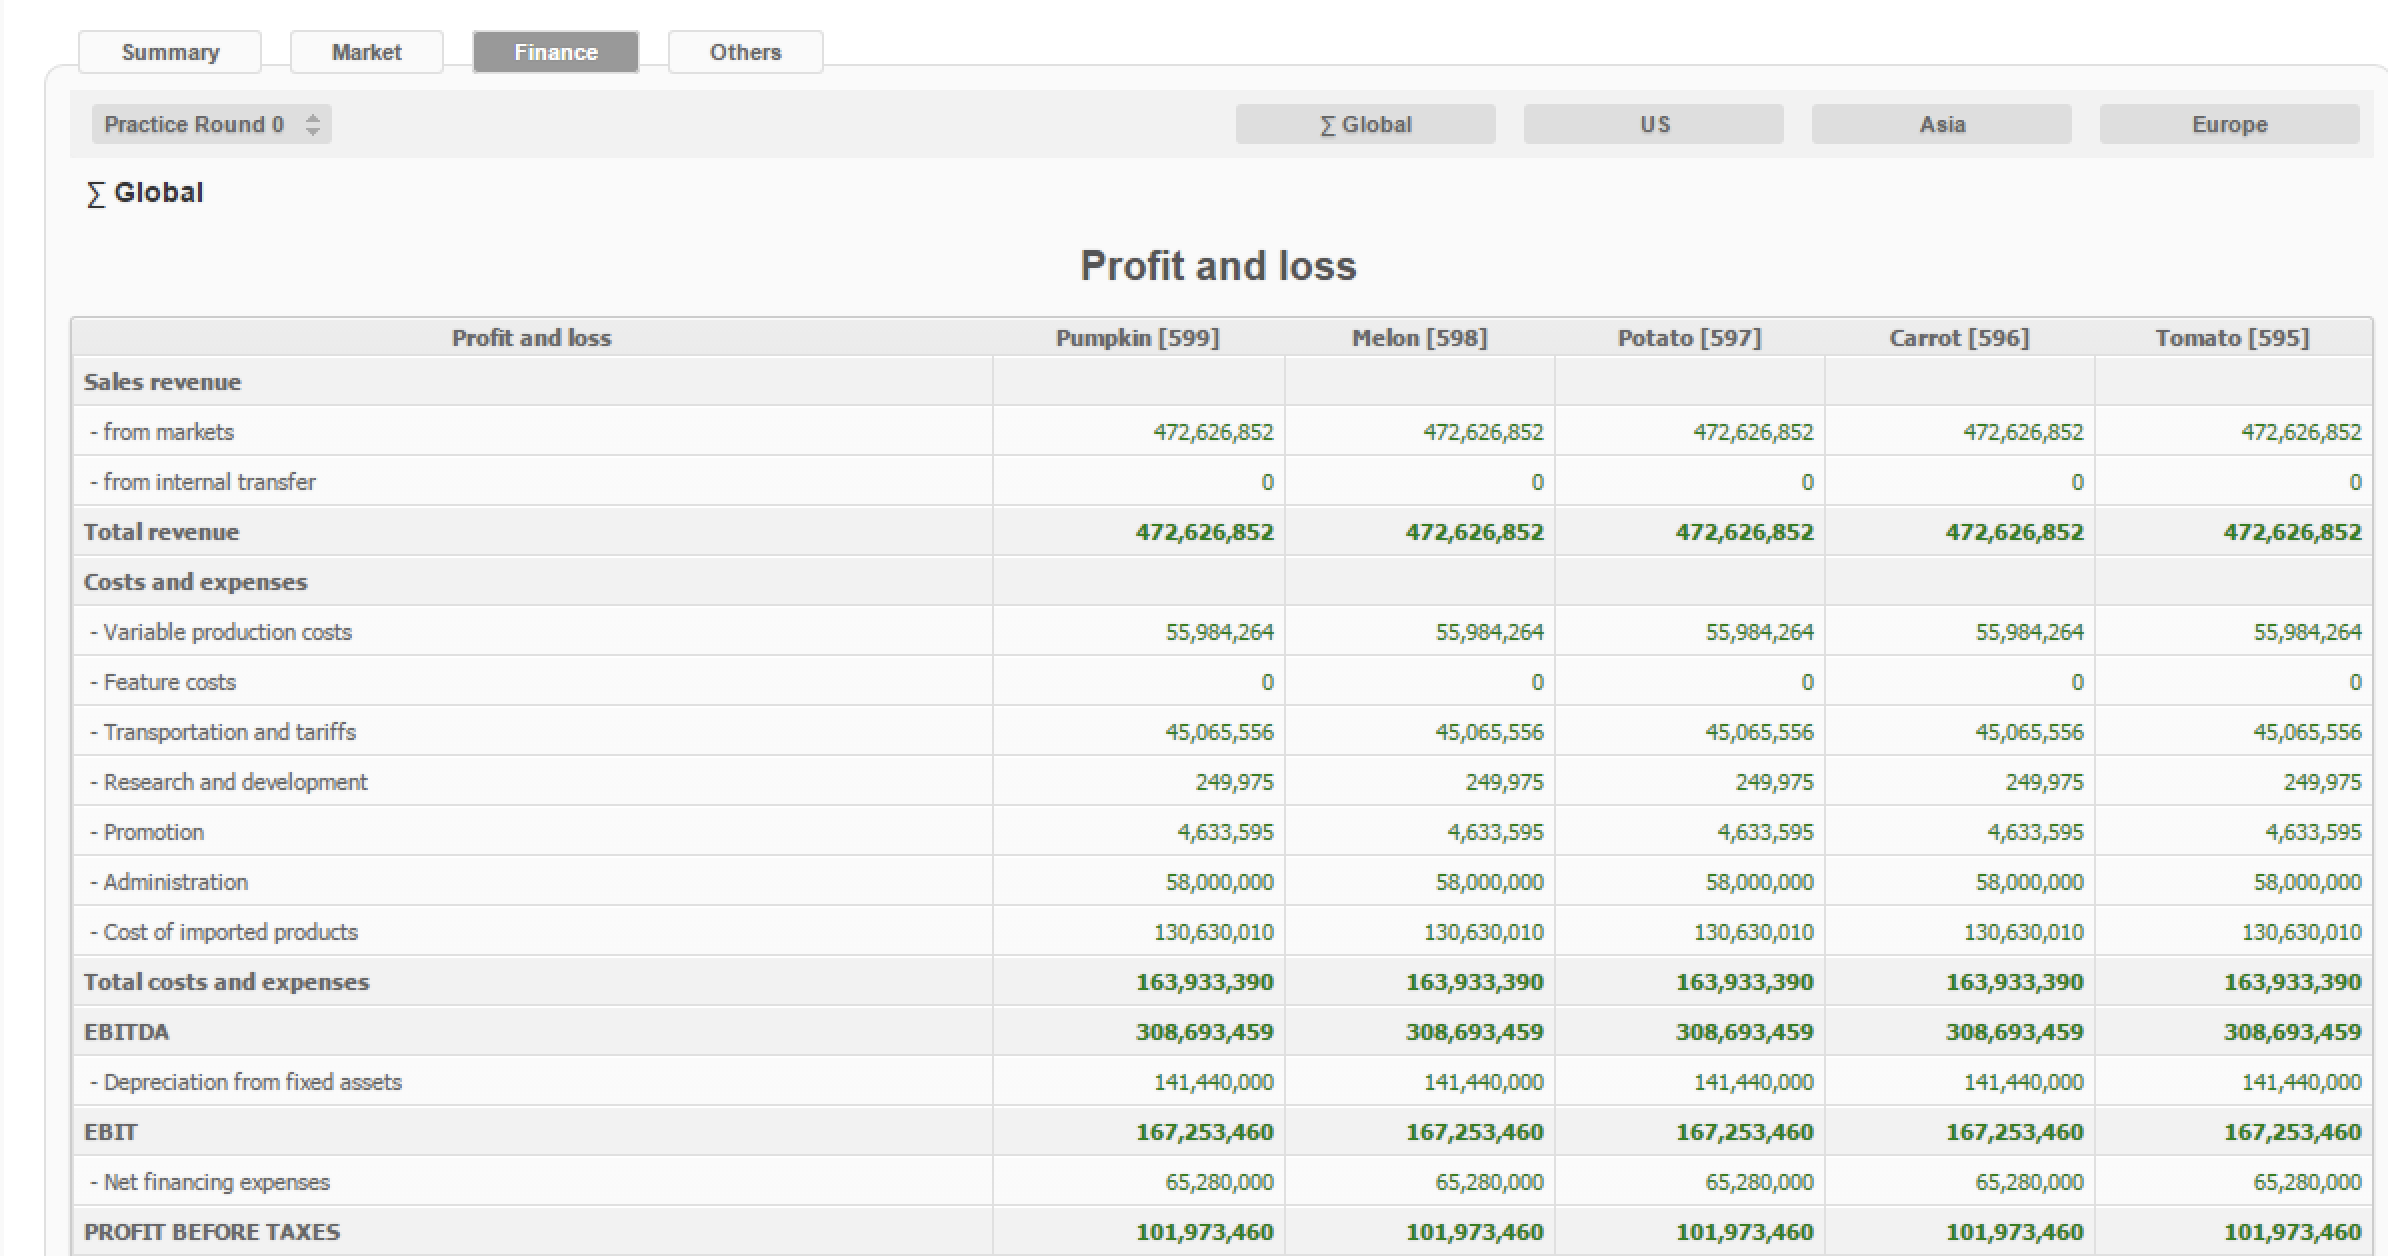 Summary Market Finance Others
Practice Round 0 ∑ Global US Asia Europe
∑ Global
Profit and loss
Profit and loss Pumpkin [599] Melon [598] Potato [597] Carrot [596] Tomato [595]
Sales revenue
- from markets 472,626,852 472,626,852 472,626,852 472,626,852 472,626,852
- from internal transfer 0 0 0 0 0
Total revenue 472,626,852 472,626,852 472,626,852 472,626,852 472,626,852
Costs and expenses
- Variable production costs 55,984,264 55,984,264 55,984,264 55,984,264 55,984,264
- Feature costs 0 0 0 0 0
- Transportation and tariffs 45,065,556 45,065,556 45,065,556 45,065,556 45,065,556
- Research and development 249,975 249,975 249,975 249,975 249,975
- Promotion 4,633,595 4,633,595 4,633,595 4,633,595 4,633,595
- Administration 58,000,000 58,000,000 58,000,000 58,000,000 58,000,000
- Cost of imported products 130,630,010 130,630,010 130,630,010 130,630,010 130,630,010
Total costs and expenses 163,933,390 163,933,390 163,933,390 163,933,390 163,933,390
EBITDA 308,693,459 308,693,459 308,693,459 308,693,459 308,693,459
- Depreciation from fixed assets 141,440,000 141,440,000 141,440,000 141,440,000 141,440,000
EBIT 167,253,460 167,253,460 167,253,460 167,253,460 167,253,460
- Net financing expenses 65,280,000 65,280,000 65,280,000 65,280,000 65,280,000
PROFIT BEFORE TAXES 101,973,460 101,973,460 101,973,460 101,973,460 101,973,460